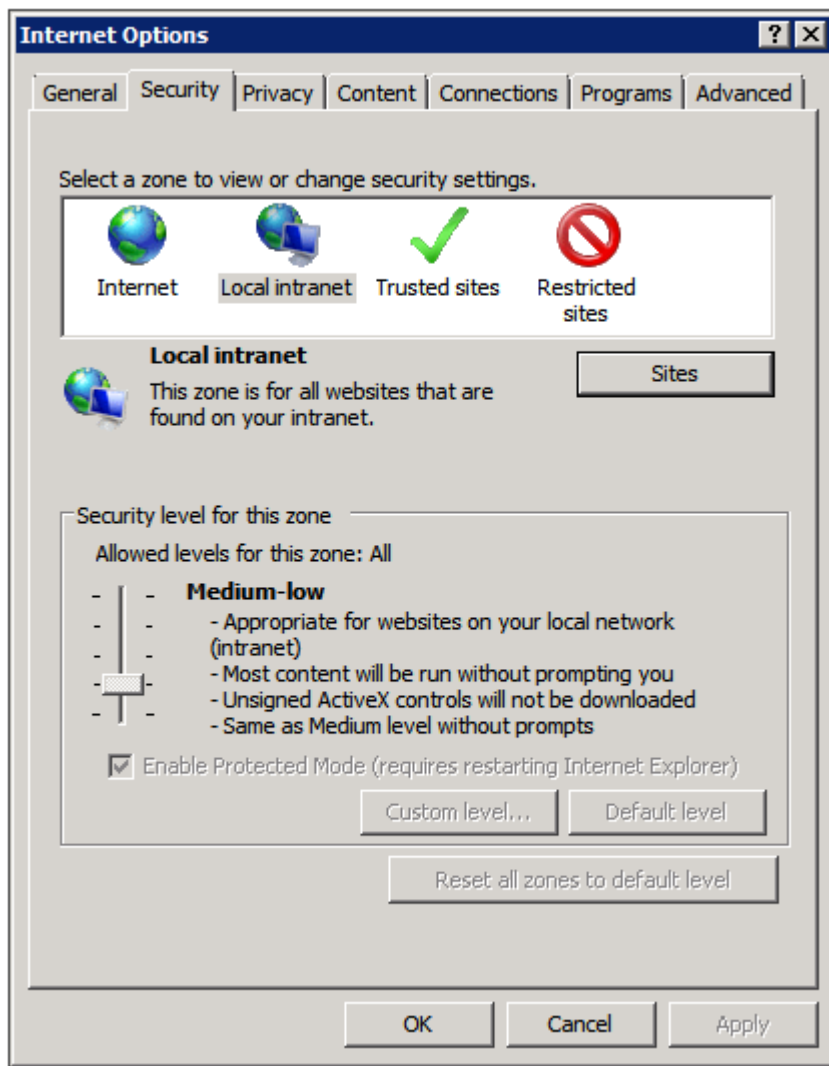 Internet Options
General Security Privacy Content Connections Programs Advanced
Select a zone to view or change security settings.
Internet Local intranet Trusted sites Restricted
sites
Local intranet
Sites
This zone is for all websites that are
found on your intranet.
Security level for this zone
Allowed levels for this zone: All
Medium-low
- Appropriate for websites on your local network
(intranet)
- Most content will be run without prompting you
- Unsigned ActiveX controls will not be downloaded
- Same as Medium level without prompts
Enable Protected Mode (requires restarting Internet Explorer)
Custom level... Default level
Reset all zones to default level
OK Cancel Apply